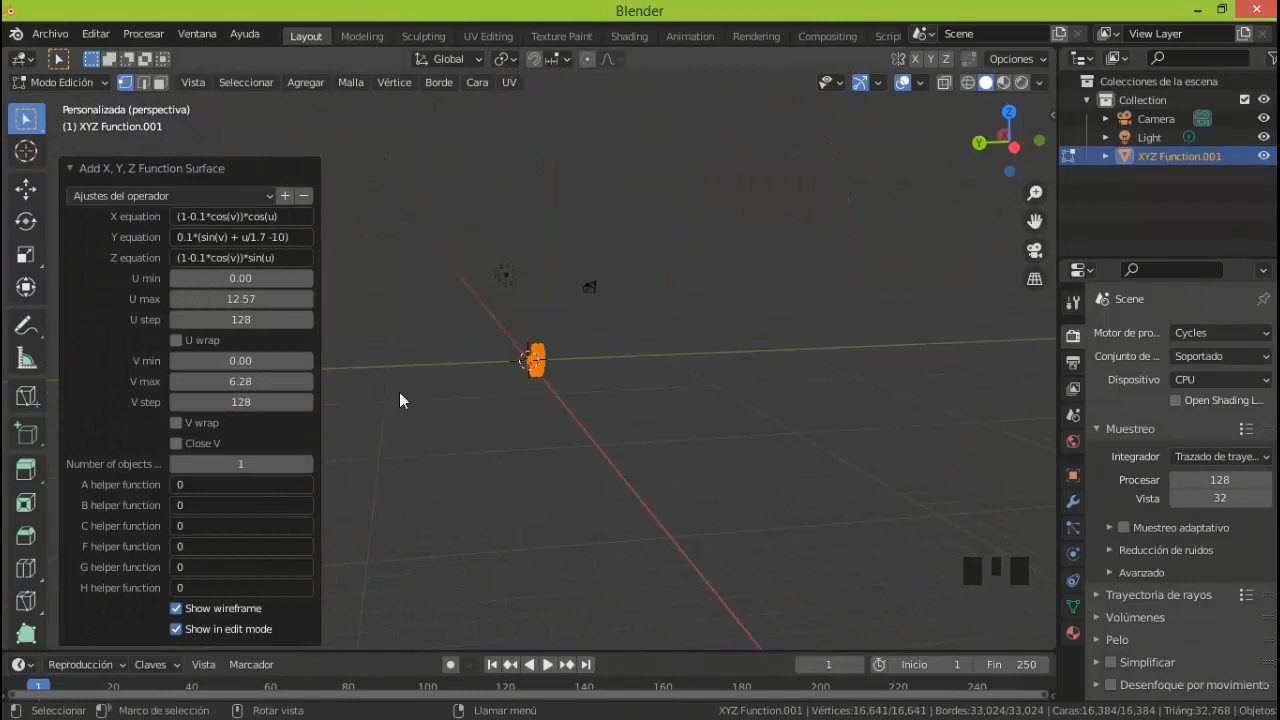 Blender
Archivo Editar Procesar Ventana Ayuda Layout Modeling Sculpting UV Editing Texture Paint Shading Animation Rendering Compositing Scrip Scene View Layer
Global X Y Z Opciones
Modo Edición Vista Seleccionar Agregar Malla Vértice Borde Cara UV
Colecciones de la escena
Collection
Camera
Light
XYZ Function.001
Personalizada (perspectiva)
(1) XYZ Function.001
Z
Y
X
Add X, Y, Z Function Surface
Ajustes del operador
X equation (1-0.1*cos(v))*cos(u)
Y equation 0.1*(sin(v) + u/1.7 -10)
Z equation (1-0.1*cos(v))*sin(u)
U min 0.00
U max 12.57
U step 128
U wrap
V min 0.00
V max 6.28
V step 128
V wrap
Close V
Number of objects ... 1
A helper function 0
B helper function 0
C helper function 0
F helper function 0
G helper function 0
H helper function 0
Show wireframe
Show in edit mode
Scene
Motor de pro... Cycles
Conjunto de ... Soportado
Dispositivo CPU
Open Shading L...
Muestreo
Integrador Trazado de traye...
Procesar 128
Vista 32
Muestreo adaptativo
Reducción de ruidos
Avanzado
Trayectoria de rayos
Volúmenes
Pelo
Simplificar
Desenfoque por movimiento
Reproducción Claves Vista Marcador 1 Inicio 1 Fin 250
1 20 40 60 80 100 120 140 160 180 200 220 240
Seleccionar Marco de selección Rotar vista Llamar menú XYZ Function.001 | Vértices:16,641/16,641 | Bordes:33,024/33,024 | Caras:16,384/16,384 | Triáng:32,768 | Objetos